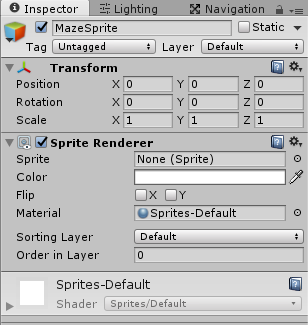 Inspector Lighting Navigation
MazeSprite Static
Tag Untagged Layer Default
Transform
Position X 0 Y 0 Z 0
Rotation X 0 Y 0 Z 0
Scale X 1 Y 1 Z 1
Sprite Renderer
Sprite None (Sprite)
Color
Flip X Y
Material Sprites-Default
Sorting Layer Default
Order in Layer 0
Sprites-Default
Shader Sprites/Default